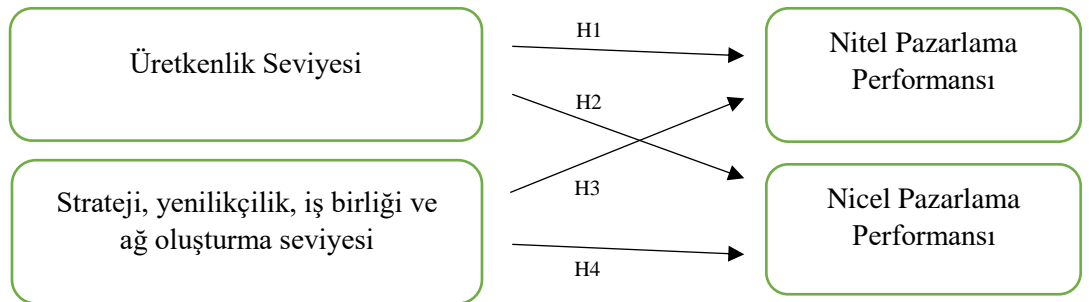 Üretkenlik Seviyesi
H1
Nitel Pazarlama
Performansı
H2
Strateji, yenilikçilik, iş birliği ve
ağ oluşturma seviyesi
H3
Nicel Pazarlama
Performansı
H4